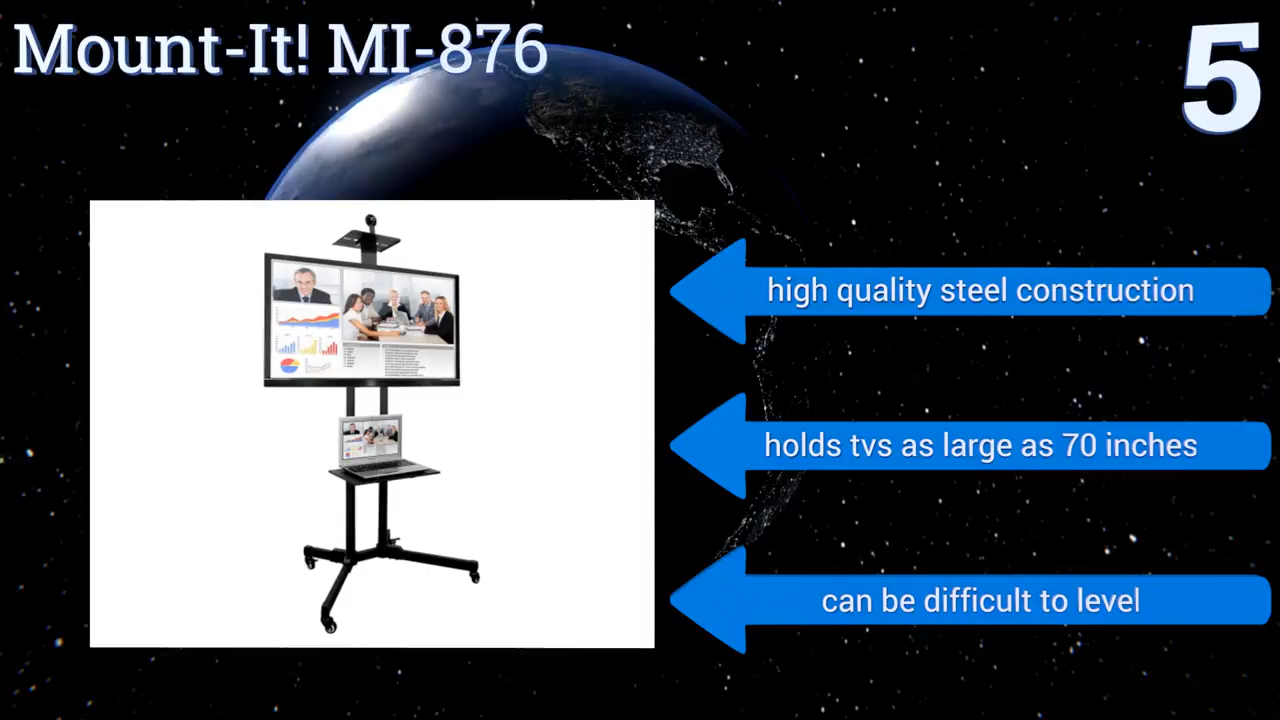 Mount-It! MI-876
5
high quality steel construction
holds tvs as large as 70 inches
can be difficult to level